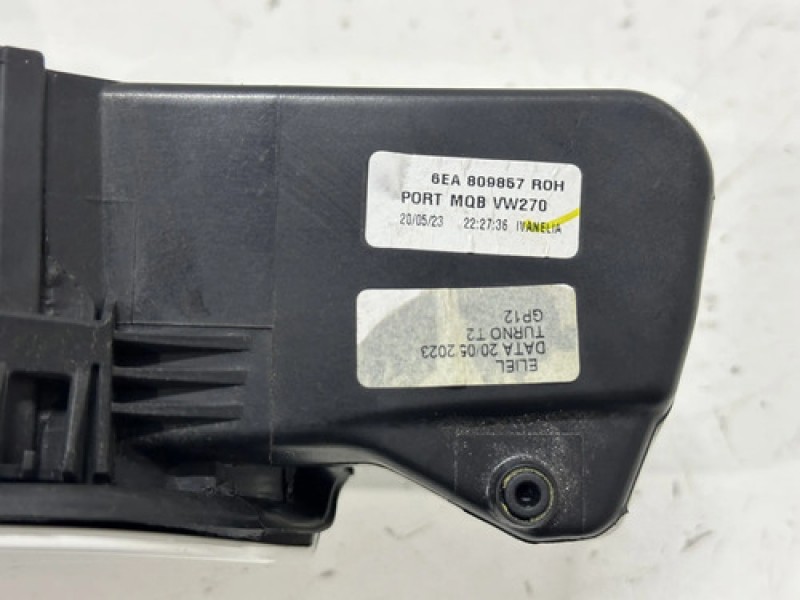 6EA 809857 R0H
PORT MQB VW270
20/05/23 22:27:36 IVANELIA
ELIEL
DATA 20/05.2023
TURNO T2
GP12